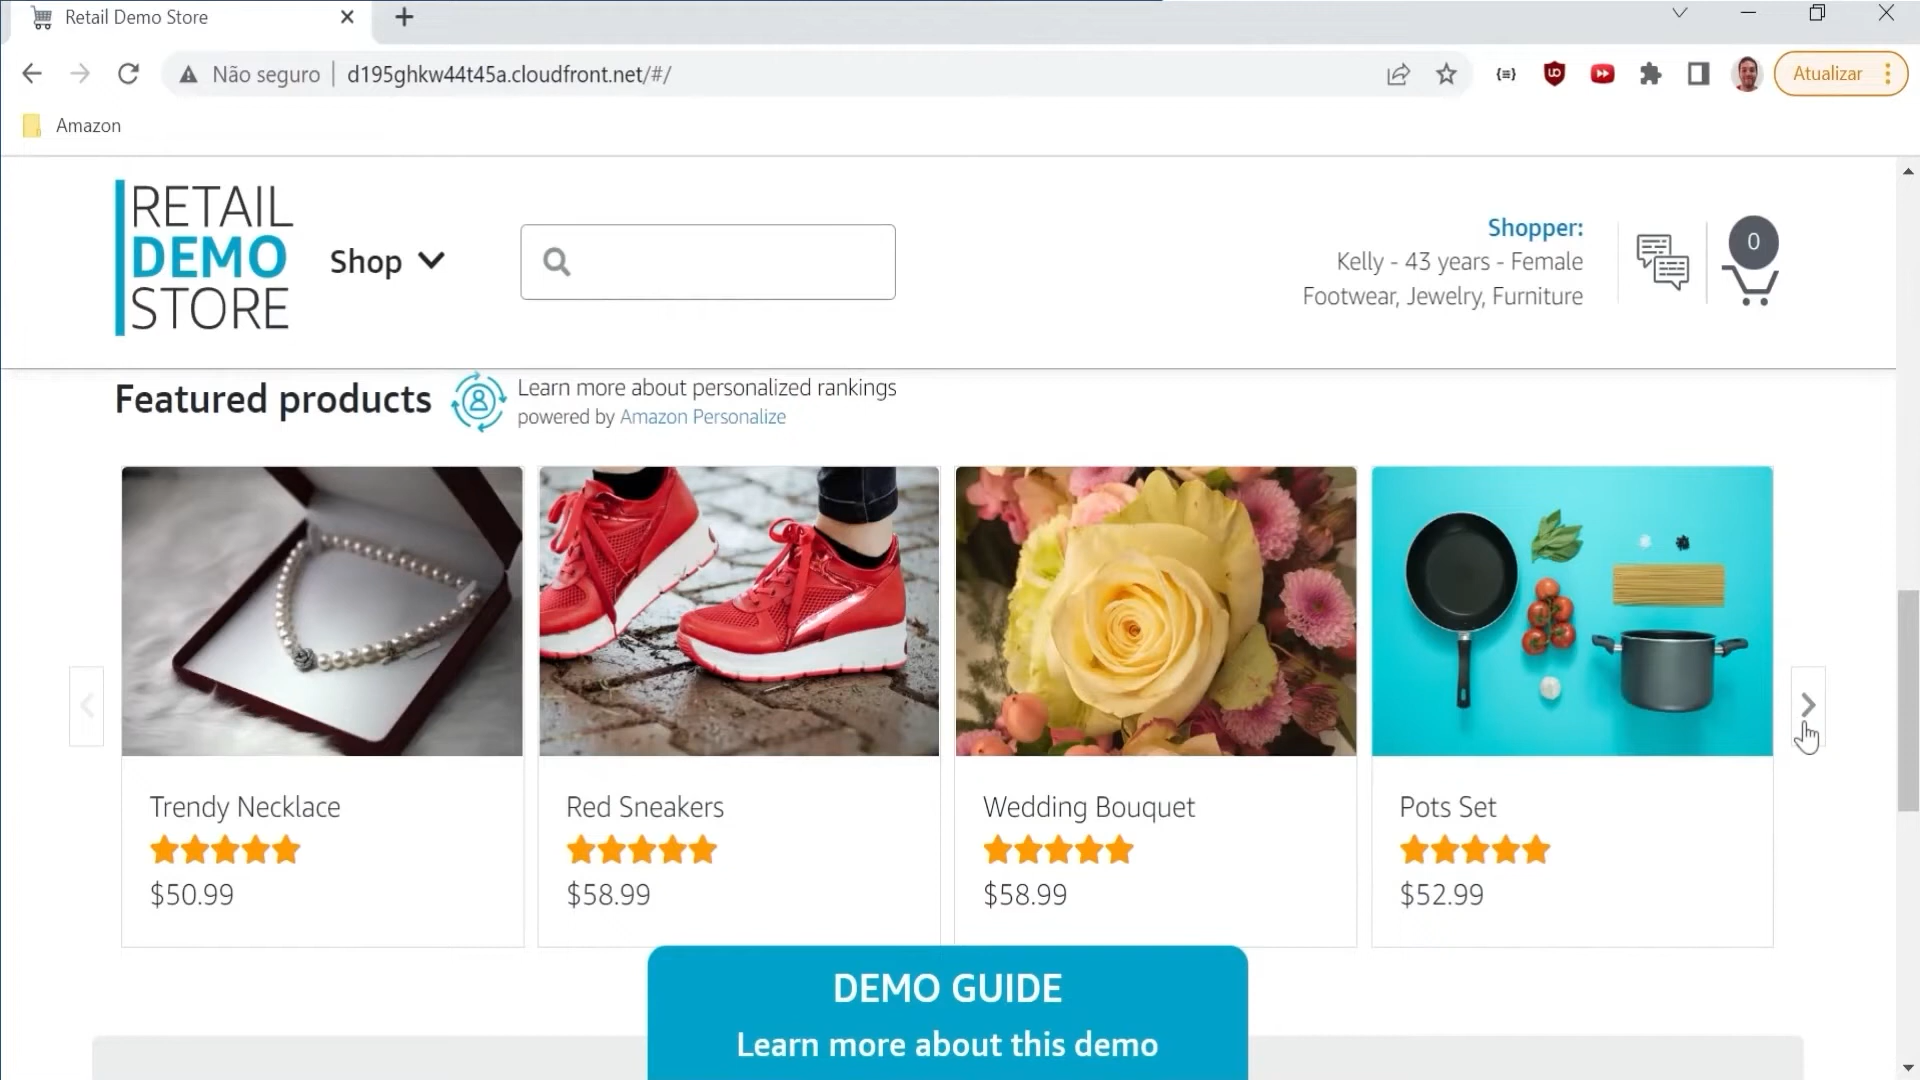 Retail Demo Store
Não seguro
d195ghkw44t45a.cloudfront.net/#/
Atualizar
Amazon
RETAIL
DEMO
STORE
Shop
Shopper:
Kelly - 43 years - Female
Footwear, Jewelry, Furniture
0
Featured products
Learn more about personalized rankings
powered by Amazon Personalize
Trendy Necklace
$50.99
Red Sneakers
$58.99
Wedding Bouquet
$58.99
Pots Set
$52.99
DEMO GUIDE
Learn more about this demo